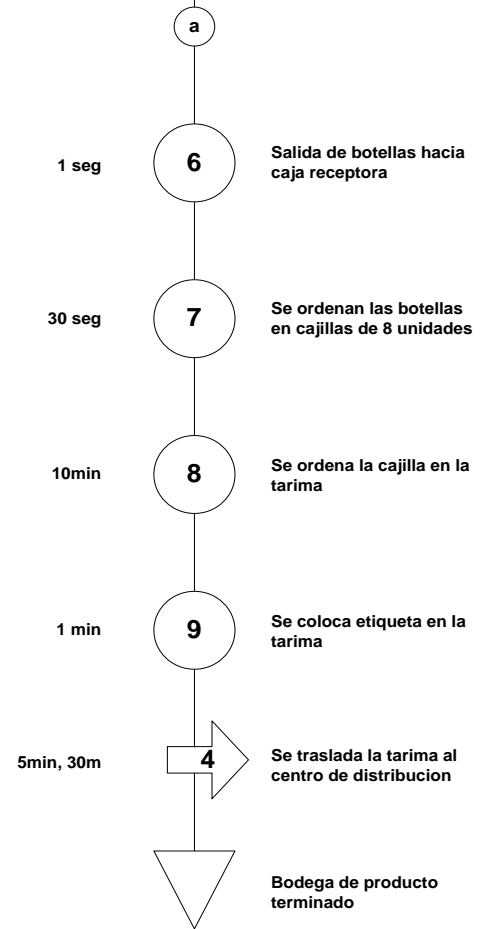 a
1 seg
6
Salida de botellas hacia
caja receptora
30 seg
7
Se ordenan las botellas
en cajillas de 8 unidades
10min
8
Se ordena la cajilla en la
tarima
1 min
9
Se coloca etiqueta en la
tarima
5min, 30m
4
Se traslada la tarima al
centro de distribucion
Bodega de producto
terminado